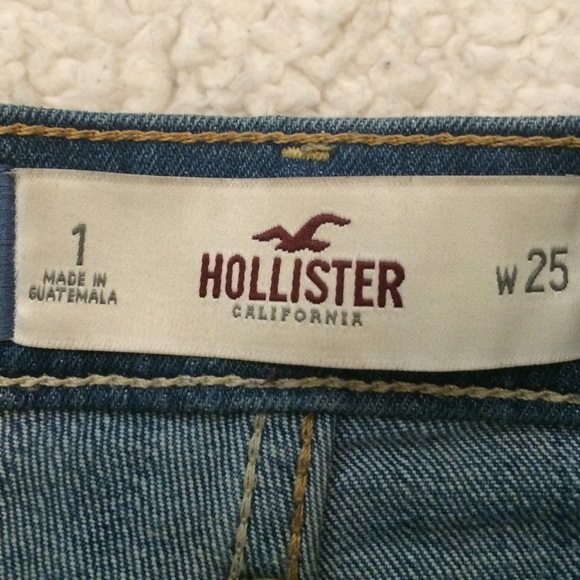 1
MADE IN
GUATEMALA
HOLLISTER
CALIFORNIA
W 25